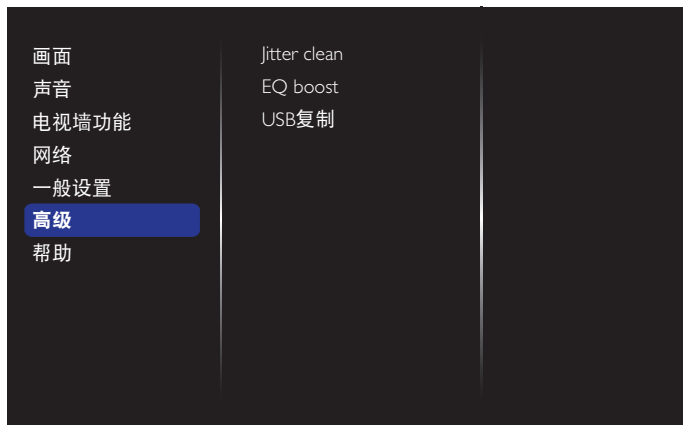 画面
声音
电视墙功能
网络
一般设置
高级
帮助
Jitter clean
EQ boost
USB复制